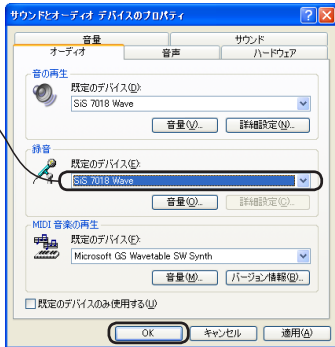 サウンドとオーディオ デバイスのプロパティ
音量
サウンド
オーディオ
音声
ハードウェア
音の再生
既定のデバイス(D):
SiS 7018 Wave
音量(V)...
詳細設定(N)...
録音
既定のデバイス(E):
SiS 7018 Wave
音量(O)...
詳細設定(C)...
MIDI 音楽の再生
既定のデバイス(F):
Microsoft GS Wavetable SW Synth
音量(M)...
バージョン情報(B)...
既定のデバイスのみ使用する(U)
OK
キャンセル
適用(A)